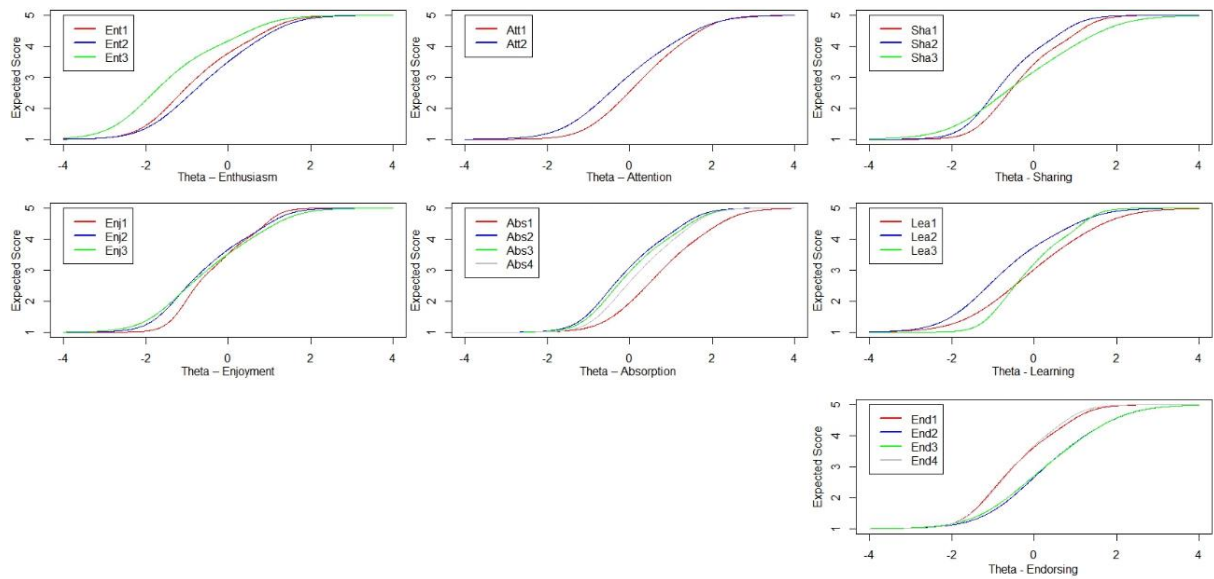 Expected Score
5
4
3
2
1
Ent1
Ent2
Ent3
-4 -2 0 2 4
Theta – Enthusiasm
Expected Score
5
4
3
2
1
Att1
Att2
-4 -2 0 2 4
Theta – Attention
Expected Score
5
4
3
2
1
Sha1
Sha2
Sha3
-4 -2 0 2 4
Theta - Sharing
Expected Score
5
4
3
2
1
Enj1
Enj2
Enj3
-4 -2 0 2 4
Theta – Enjoyment
Expected Score
5
4
3
2
1
Abs1
Abs2
Abs3
Abs4
-4 -2 0 2 4
Theta – Absorption
Expected Score
5
4
3
2
1
Lea1
Lea2
Lea3
-4 -2 0 2 4
Theta - Learning
Expected Score
5
4
3
2
1
End1
End2
End3
End4
-4 -2 0 2 4
Theta - Endorsing